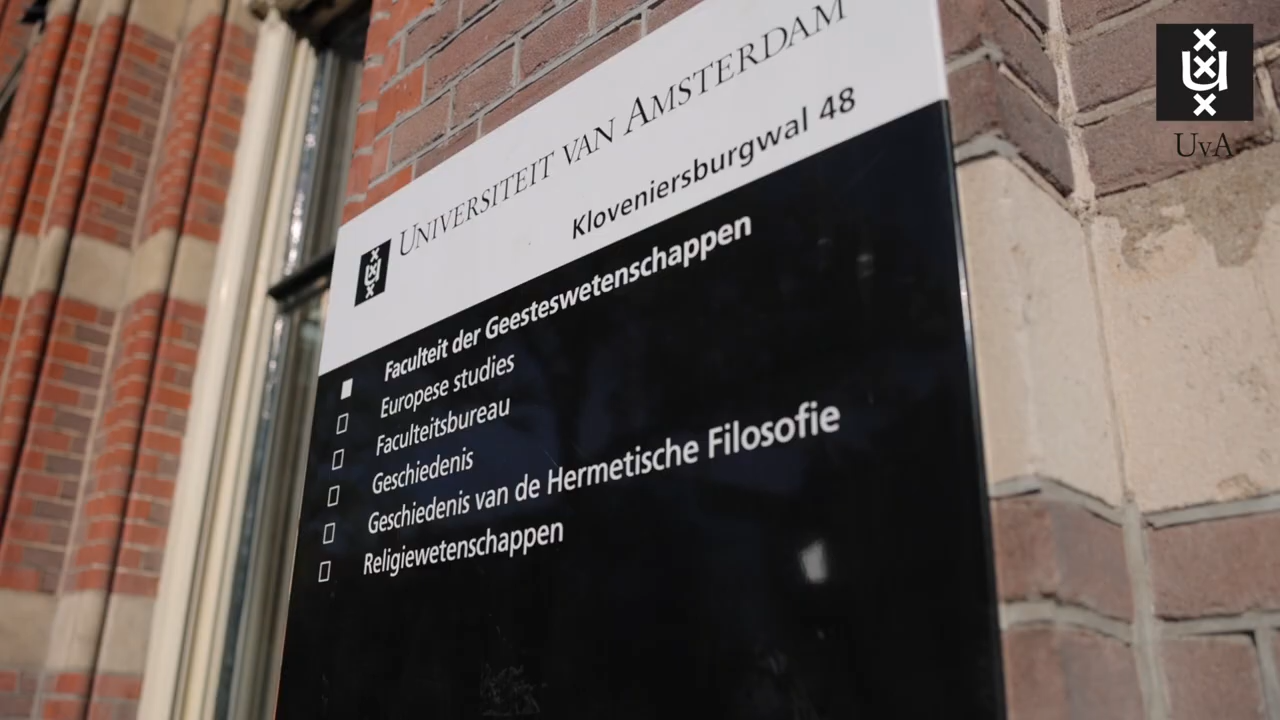 UNIVERSITEIT VAN AMSTERDAM
Kloveniersburgwal 48
Faculteit der Geesteswetenschappen
Europese studies
Faculteitsbureau
Geschiedenis
Geschiedenis van de Hermetische Filosofie
Religiewetenschappen
UvA